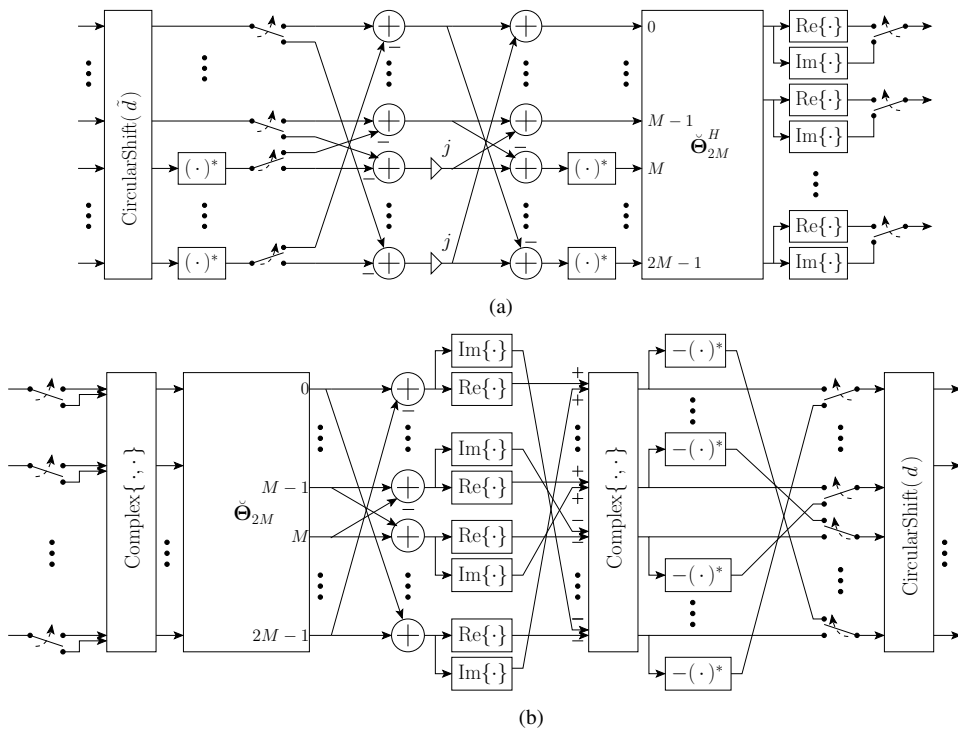 CircularShift( d̃ )
( · )*
( · )*
−
−
−
−
j
j
−
−
( · )*
( · )*
0
M − 1
M
2M − 1
Θ̆ᴴ₂M
Re{·}
Im{·}
Re{·}
Im{·}
Re{·}
Im{·}
(a)
Complex{ · , · }
Θ̆₂M
0
M − 1
M
2M − 1
−
−
Im{·}
Re{·}
Im{·}
Re{·}
Re{·}
Im{·}
Re{·}
Im{·}
+
+
+
+
−
−
−
−
Complex{ · , · }
−( · )*
−( · )*
−( · )*
−( · )*
CircularShift( d )
(b)